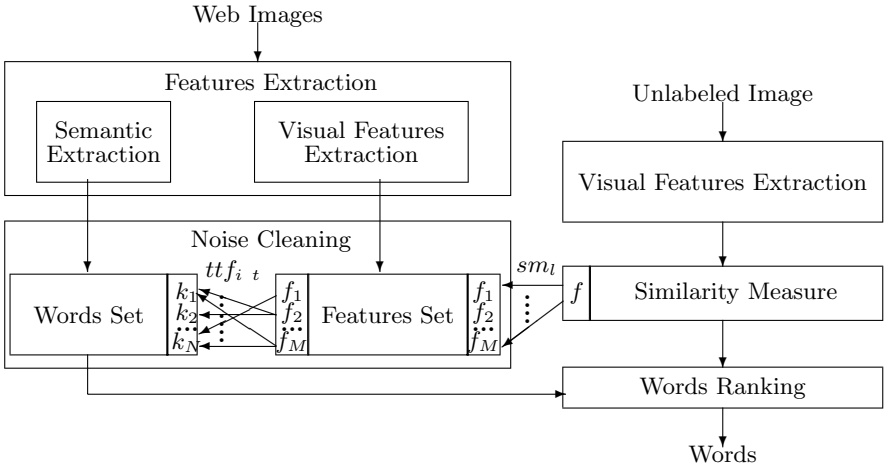 Web Images
Features Extraction
Semantic
Extraction
Visual Features
Extraction
Unlabeled Image
Visual Features Extraction
Noise Cleaning
ttf_{i t}
sm_l
Words Set
k_1
k_2
...
k_N
f_1
f_2
...
f_M
Features Set
f_1
f_2
...
f_M
f
Similarity Measure
Words Ranking
Words